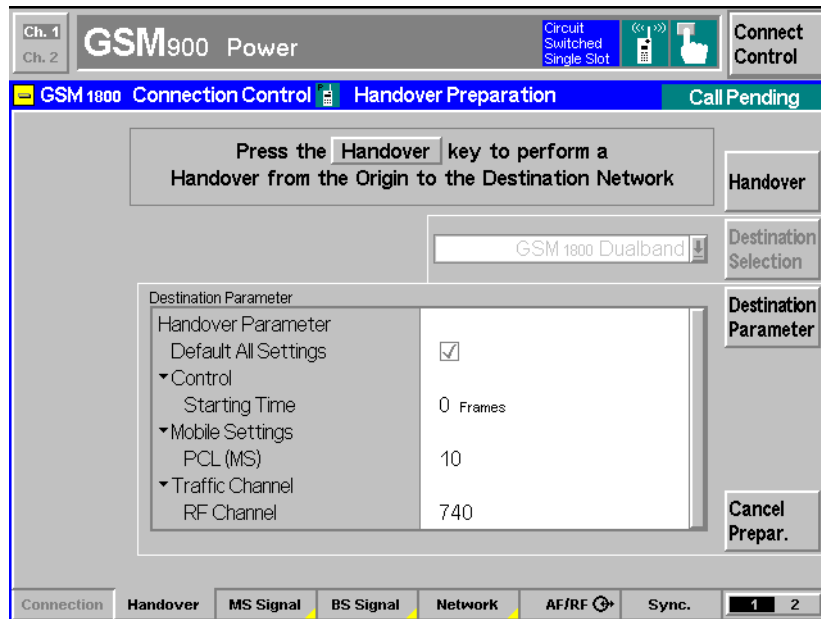 Ch. 1
Ch. 2
GSM900 Power
Circuit
Switched
Single Slot
Connect
Control
GSM 1800 Connection Control
Handover Preparation
Call Pending
Press the Handover key to perform a
Handover from the Origin to the Destination Network
Handover
GSM 1800 Dualband
Destination
Selection
Destination Parameter
Destination
Parameter
Handover Parameter
Default All Settings
Control
Starting Time 0 Frames
Mobile Settings
PCL (MS) 10
Traffic Channel
RF Channel 740
Cancel
Prepar.
Connection Handover MS Signal BS Signal Network AF/RF Sync. 1 2